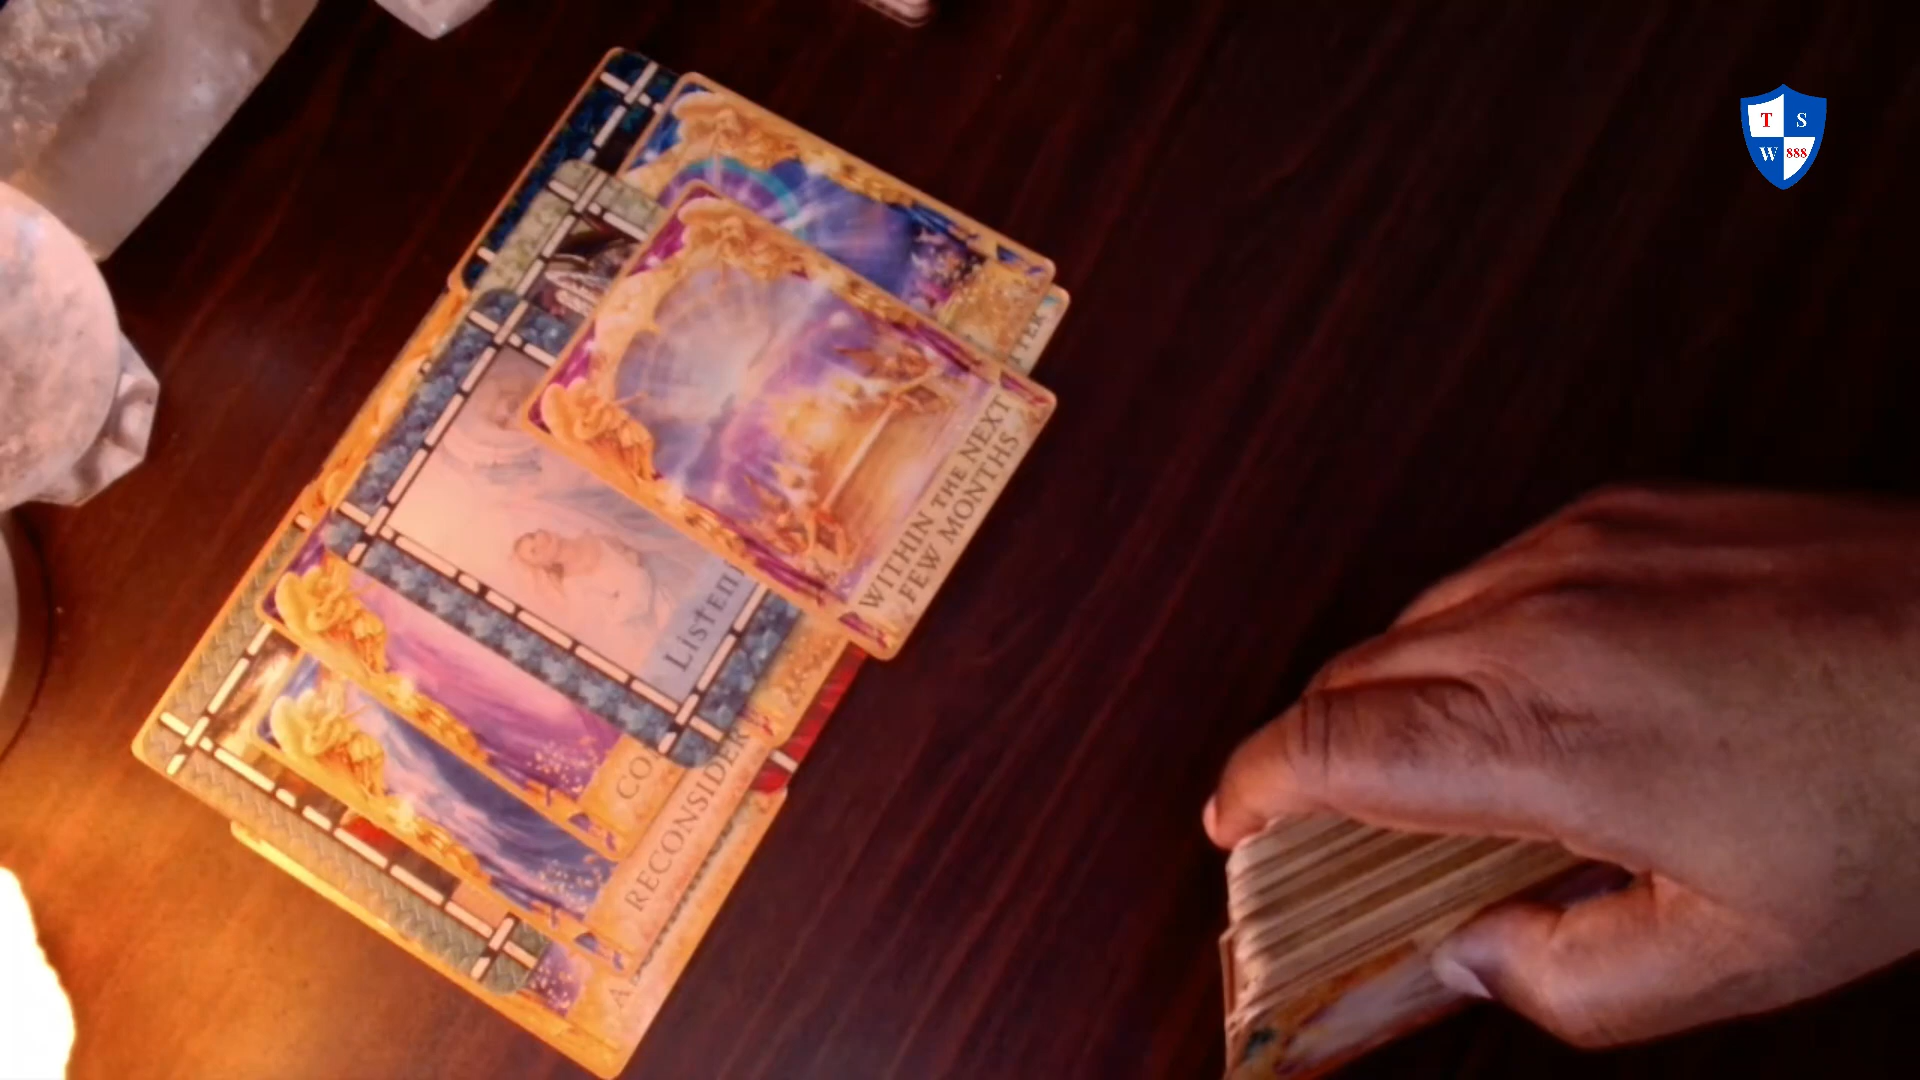 T S
W 888
WITHIN THE NEXT
FEW MONTHS
Listen
RECONSIDER